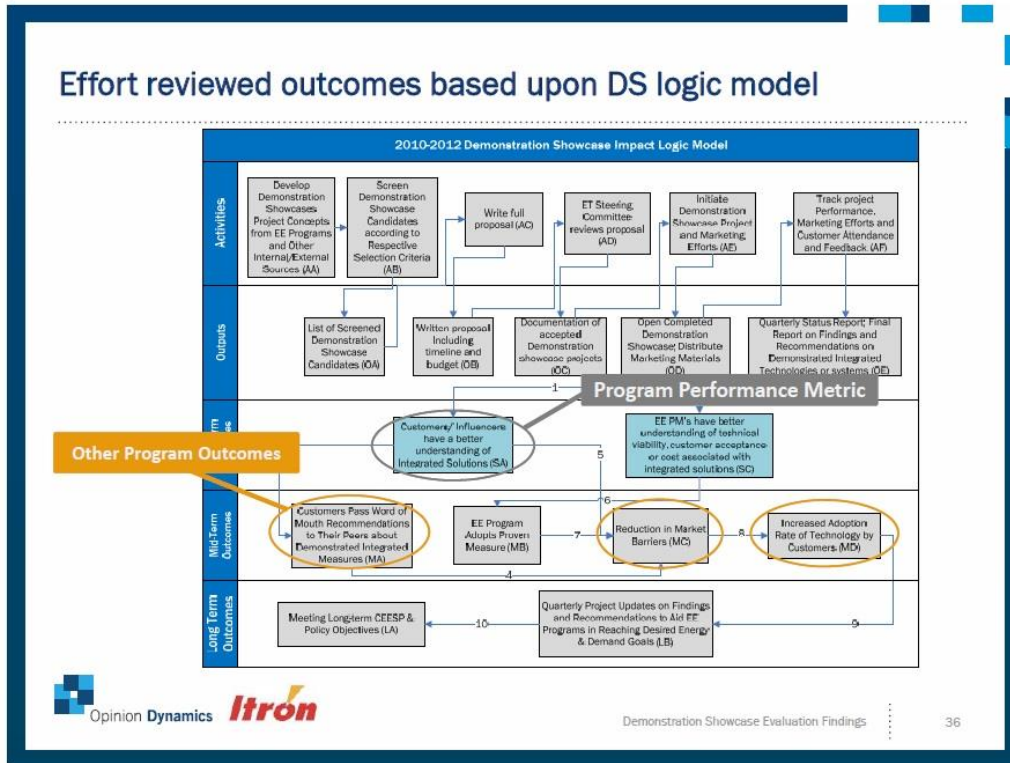 Effort reviewed outcomes based upon DS logic model
2010-2012 Demonstration Showcase Impact Logic Model
Activities
Develop
Demonstration
Showcases
Project Concepts
from EE Programs
and Other
Internal/External
Sources (AA)
Screen
Demonstration
Showcase
Candidates
according to
Respective
Selection Criteria
(AB)
Write full
proposal (AC)
ET Steering
Committee
reviews proposal
(AD)
Initiate
Demonstration
Showcase Project
and Marketing
Efforts (AE)
Track project
Performance,
Marketing Efforts and
Customer Attendance
and Feedback (AF)
Outputs
List of Screened
Demonstration
Showcase
Candidates (OA)
Written proposal
Including
timeline and
budget (OB)
Documentation of
accepted
Demonstration
showcase projects
(OC)
Open Completed
Demonstration
Showcase; Distribute
Marketing Materials
(OD)
Quarterly Status Report; Final
Report on Findings and
Recommendations on
Demonstrated Integrated
Technologies or systems (OE)
1
Program Performance Metric
Customers/ Influencers
have a better
understanding of
Integrated Solutions (SA)
5
EE PM's have better
understanding of technical
viability, customer acceptance
or cost associated with
integrated solutions (SC)
Other Program Outcomes
6
Mid-Term
Outcomes
Customers Pass Word of
Mouth Recommendations
to Their Peers about
Demonstrated Integrated
Measures (MA)
EE Program
Adopts Proven
Measure (MB)
7
Reduction in Market
Barriers (MC)
8
Increased Adoption
Rate of Technology by
Customers (MD)
4
Long Term
Outcomes
Meeting Long-term CEESP &
Policy Objectives (LA)
10
Quarterly Project Updates on Findings
and Recommendations to Aid EE
Programs in Reaching Desired Energy
& Demand Goals (LB)
9
Opinion Dynamics
Itron
Demonstration Showcase Evaluation Findings
36